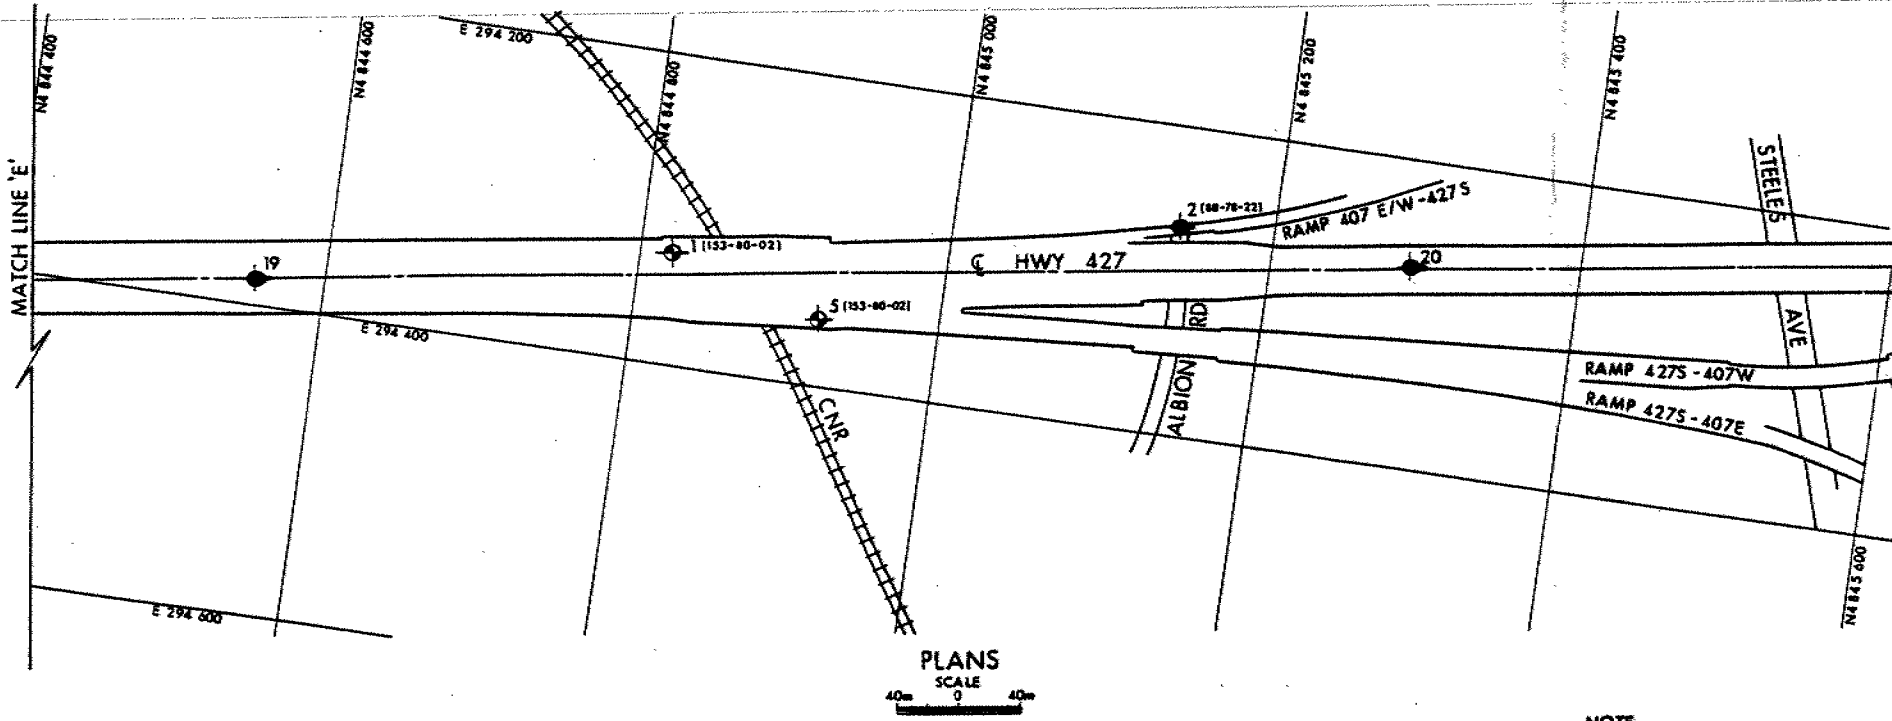 N4 844 400
N4 844 600
E 294 200
N4 844 800
N4 845 000
N4 845 200
N4 845 400
MATCH LINE 'E'
STEELES
AVE
2 [88-78-22]
RAMP 407 E/W-427S
1 [153-80-02]
19
℄ HWY 427
20
5 [153-80-02]
E 294 400
ALBION RD
RAMP 427S-407W
RAMP 427S-407E
CNR
E 294 600
N4 845 600
PLANS
SCALE
40m 0 40m
NOTE